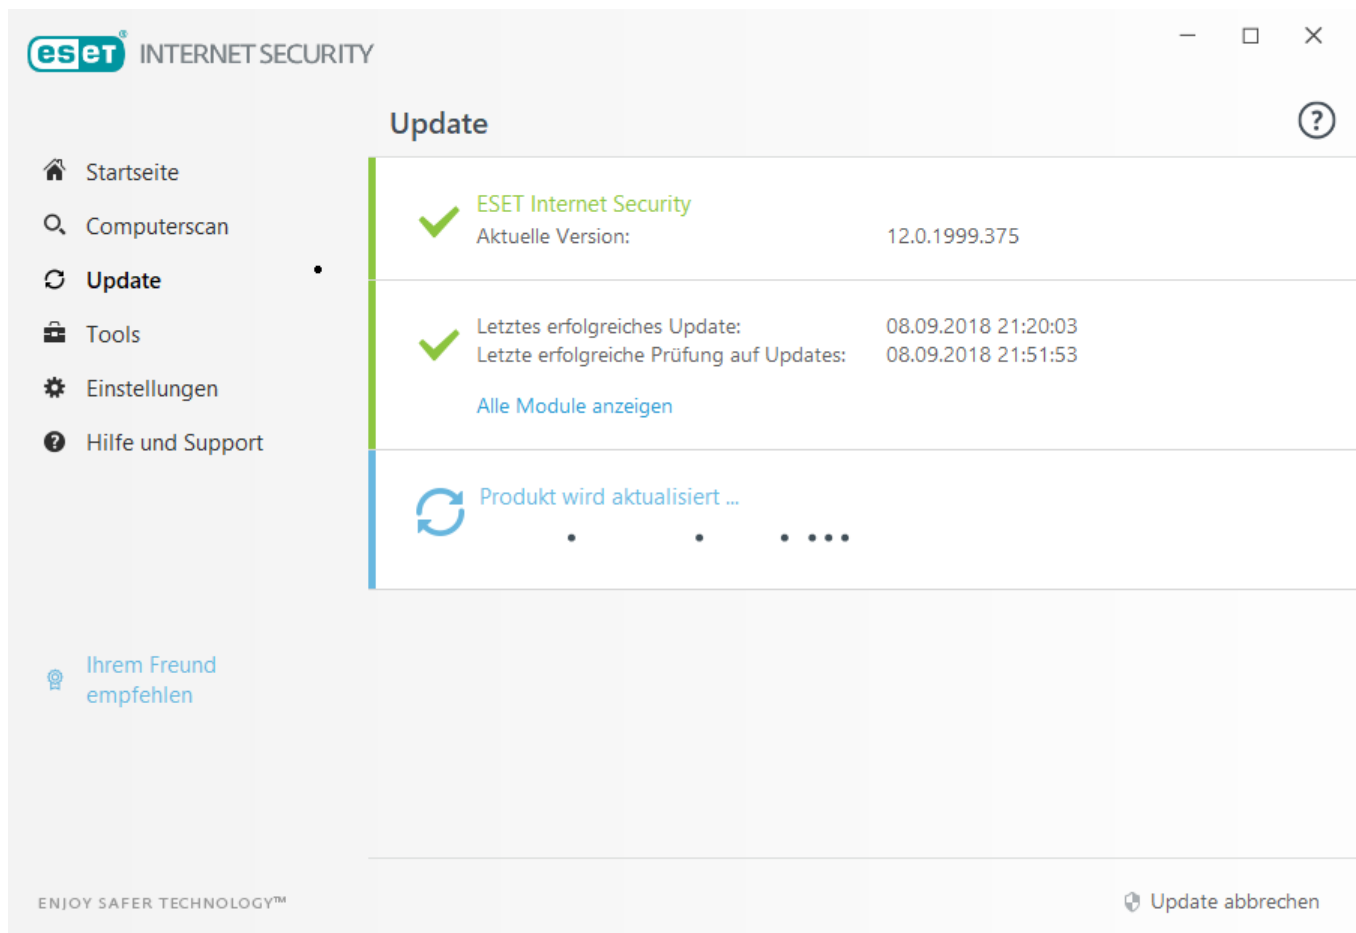 eseT® INTERNET SECURITY
Update
?
Startseite
Computerscan
Update
Tools
Einstellungen
Hilfe und Support
ESET Internet Security
Aktuelle Version: 12.0.1999.375
Letztes erfolgreiches Update: 08.09.2018 21:20:03
Letzte erfolgreiche Prüfung auf Updates: 08.09.2018 21:51:53
Alle Module anzeigen
Produkt wird aktualisiert ...
Ihrem Freund
empfehlen
ENJOY SAFER TECHNOLOGY™
Update abbrechen